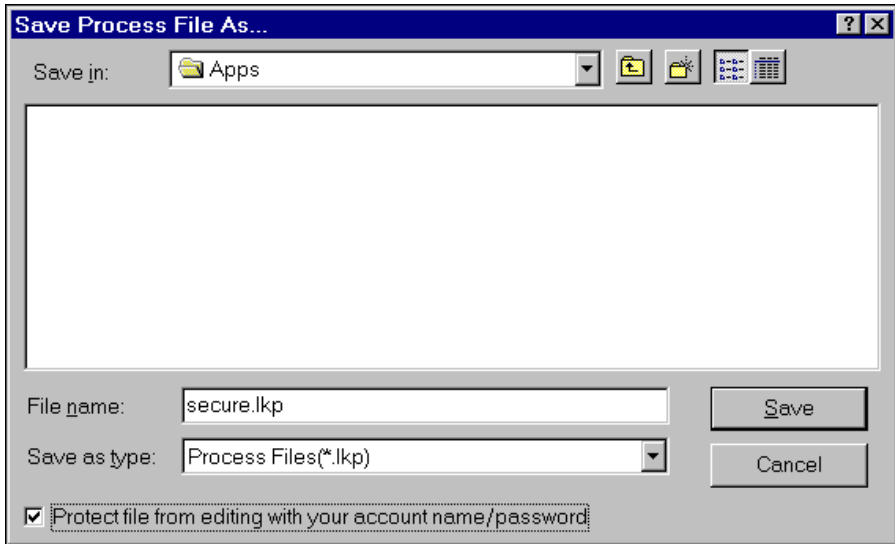 Save Process File As...
Save in:
Apps
File name:
secure.lkp
Save
Save as type:
Process Files(*.lkp)
Cancel
Protect file from editing with your account name/password